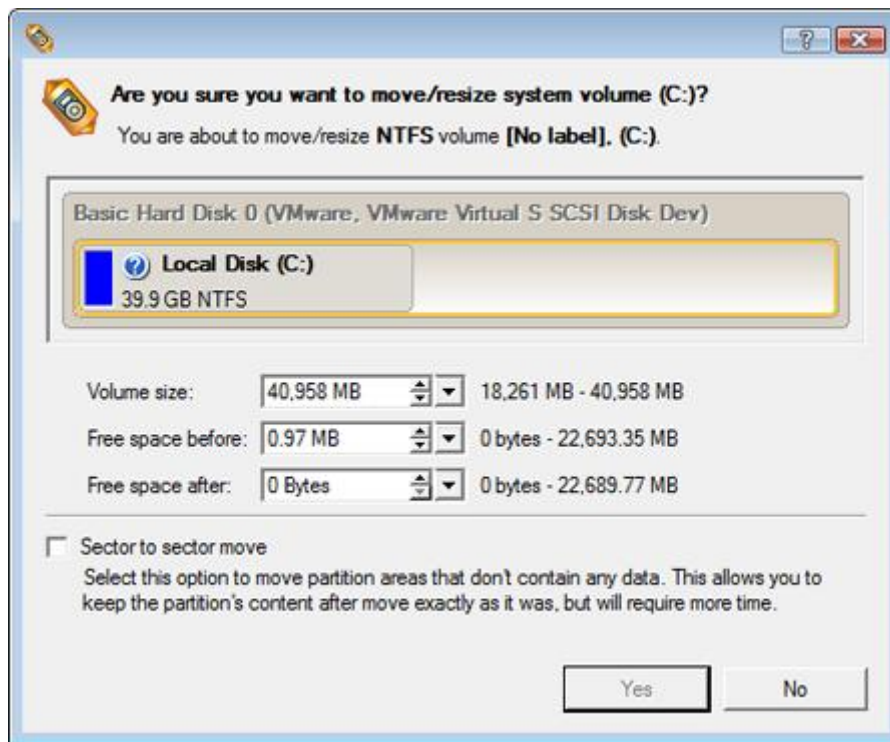 Are you sure you want to move/resize system volume (C:)?
You are about to move/resize NTFS volume [No label], (C:).
Basic Hard Disk 0 (VMware, VMware Virtual S SCSI Disk Dev)
Local Disk (C:)
39.9 GB NTFS
Volume size: 40,958 MB 18,261 MB - 40,958 MB
Free space before: 0.97 MB 0 bytes - 22,693.35 MB
Free space after: 0 Bytes 0 bytes - 22,689.77 MB
Sector to sector move
Select this option to move partition areas that don't contain any data. This allows you to
keep the partition's content after move exactly as it was, but will require more time.
Yes No